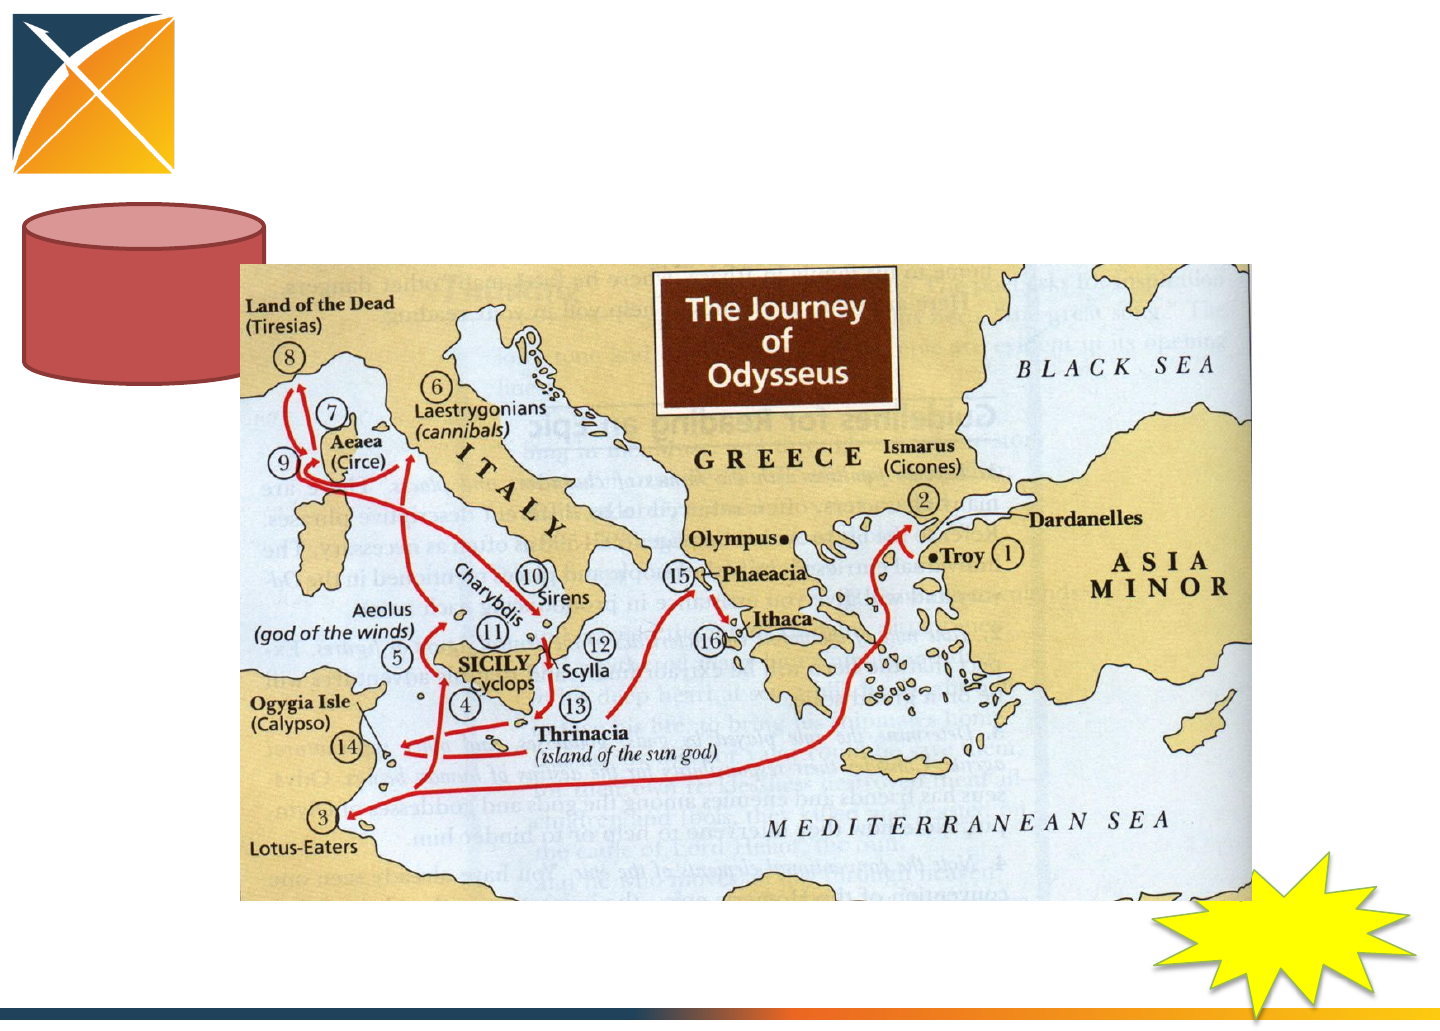 The Journey
of
Odysseus
Land of the Dead
(Tiresias)
8
7
Aeaea
(Circe)
9
6
Laestrygonians
(cannibals)
ITALY
GREECE
BLACK SEA
Ismarus
(Cicones)
2
Dardanelles
Troy 1
ASIA
MINOR
Olympus
15
Phaeacia
Ithaca
16
10
Sirens
Charybdis
11
12
Scylla
Aeolus
(god of the winds)
5
SICILY
Cyclops
4
13
Thrinacia
(island of the sun god)
Ogygia Isle
(Calypso)
14
3
Lotus-Eaters
MEDITERRANEAN SEA